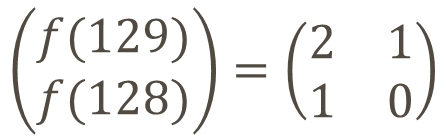 (f(129)
f(128)) = (2 1
1 0)